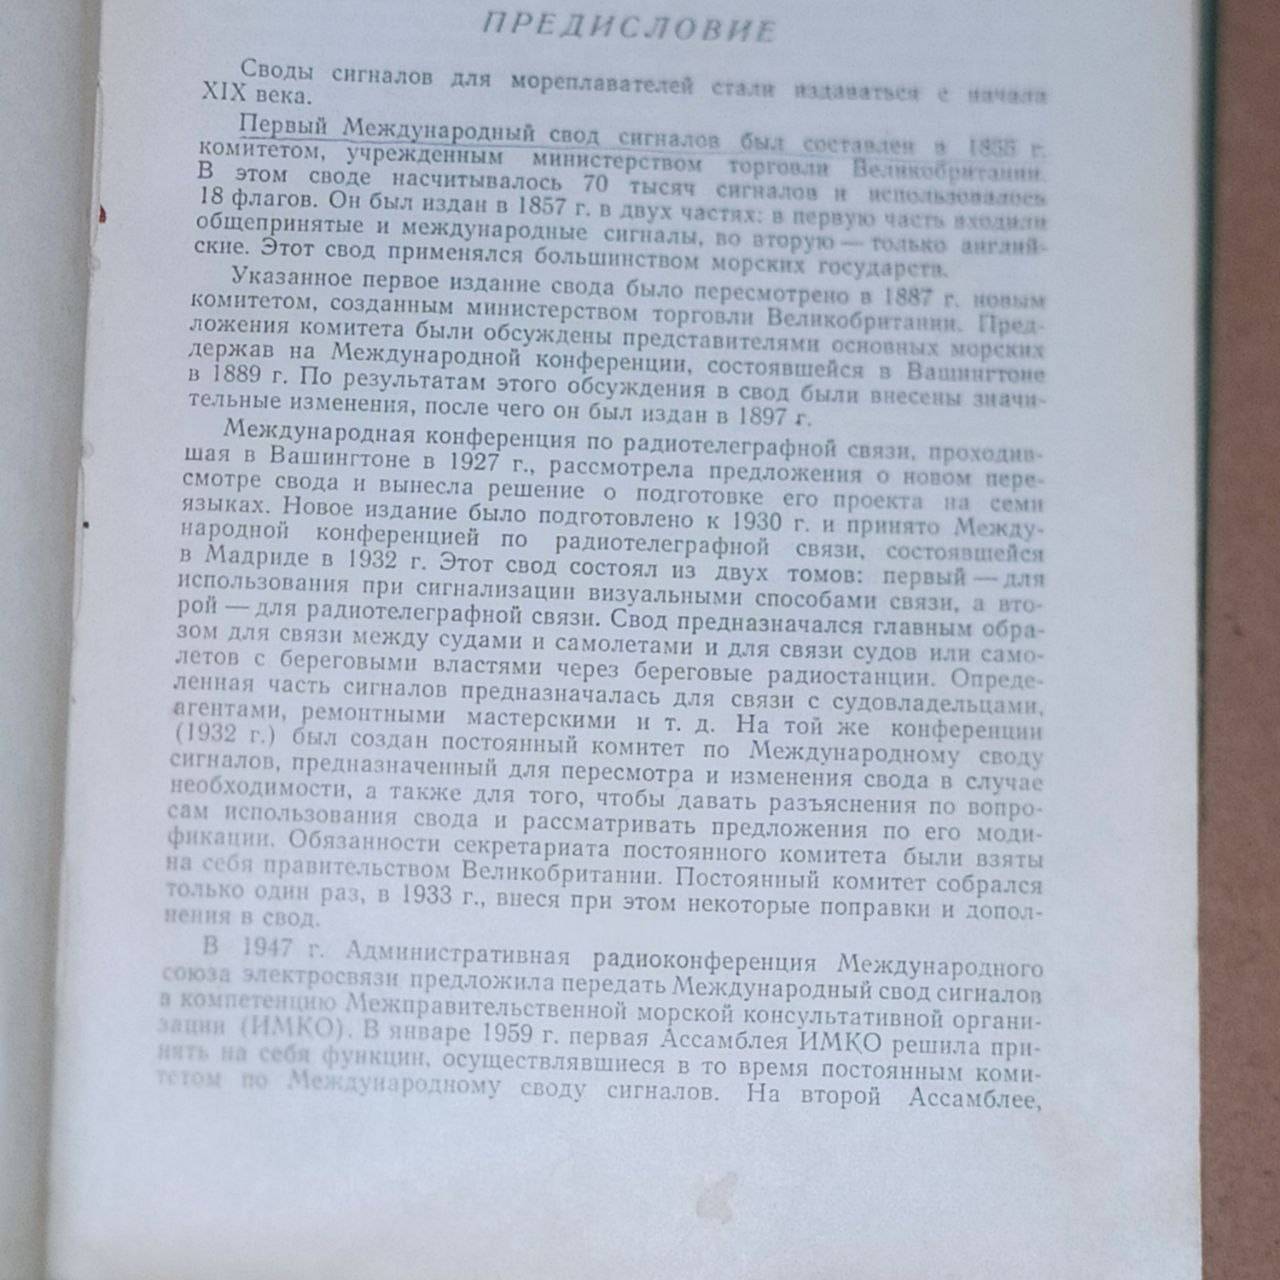 ПРЕДИСЛОВИЕ
Своды сигналов для мореплавателей стали издаваться с начала
XIX века.
Первый Международный свод сигналов был составлен в 1855 г.
комитетом, учрежденным министерством торговли Великобритании.
В этом своде насчитывалось 70 тысяч сигналов и использовалось
18 флагов. Он был издан в 1857 г. в двух частях: в первую часть входили
общепринятые и международные сигналы, во вторую — только англий-
ские. Этот свод применялся большинством морских государств.
Указанное первое издание свода было пересмотрено в 1887 г. новым
комитетом, созданным министерством торговли Великобритании. Пред-
ложения комитета были обсуждены представителями основных морских
держав на Международной конференции, состоявшейся в Вашингтоне
в 1889 г. По результатам этого обсуждения в свод были внесены значи-
тельные изменения, после чего он был издан в 1897 г.
Международная конференция по радиотелеграфной связи, проходив-
шая в Вашингтоне в 1927 г., рассмотрела предложения о новом пере-
смотре свода и вынесла решение о подготовке его проекта на семи
языках. Новое издание было подготовлено к 1930 г. и принято Между-
народной конференцией по радиотелеграфной связи, состоявшейся
в Мадриде в 1932 г. Этот свод состоял из двух томов: первый — для
использования при сигнализации визуальными способами связи, а вто-
рой — для радиотелеграфной связи. Свод предназначался главным обра-
зом для связи между судами и самолетами и для связи судов или само-
летов с береговыми властями через береговые радиостанции. Опреде-
ленная часть сигналов предназначалась для связи с судовладельцами,
агентами, ремонтными мастерскими и т. д. На той же конференции
(1932 г.) был создан постоянный комитет по Международному своду
сигналов, предназначенный для пересмотра и изменения свода в случае
необходимости, а также для того, чтобы давать разъяснения по вопро-
сам использования свода и рассматривать предложения по его моди-
фикации. Обязанности секретариата постоянного комитета были взяты
на себя правительством Великобритании. Постоянный комитет собрался
только один раз, в 1933 г., внеся при этом некоторые поправки и допол-
нения в свод.
В 1947 г. Административная радиоконференция Международного
союза электросвязи предложила передать Международный свод сигналов
в компетенцию Межправительственной морской консультативной органи-
зации (ИМКО). В январе 1959 г. первая Ассамблея ИМКО решила при-
нять на себя функции, осуществлявшиеся в то время постоянным коми-
тетом по Международному своду сигналов. На второй Ассамблее,